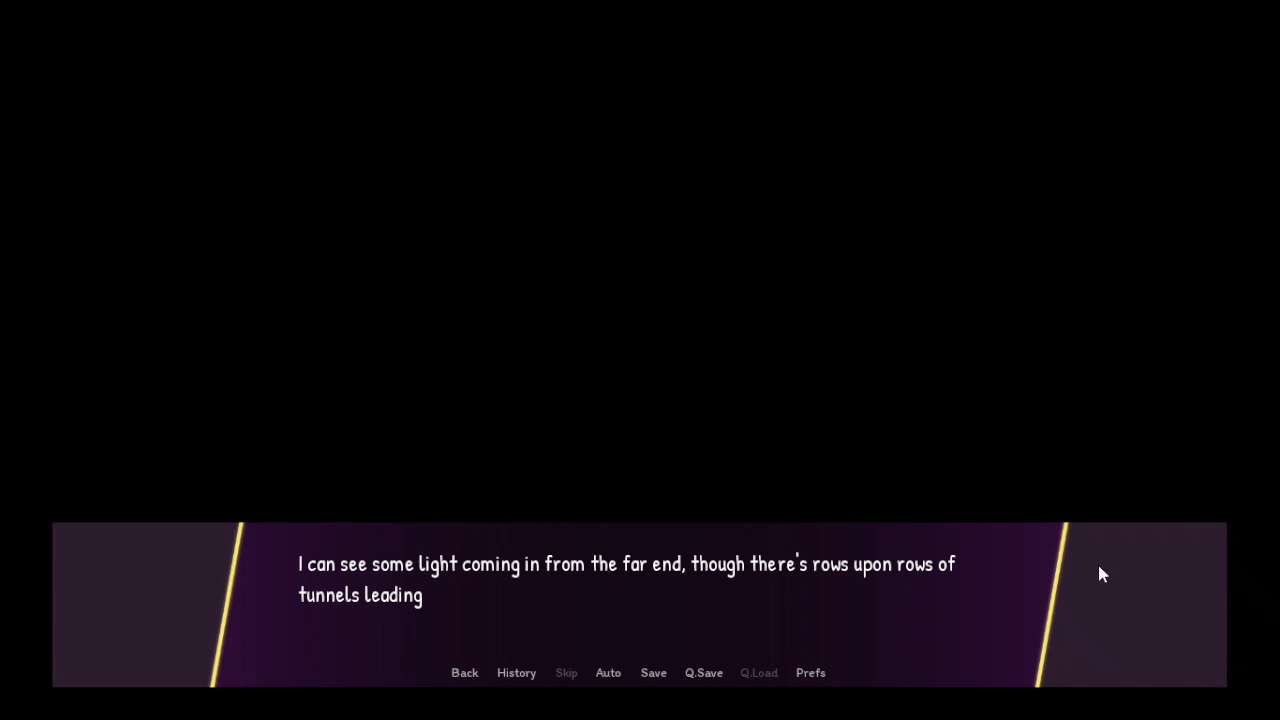 I can see some light coming in from the far end, though there's rows upon rows of
tunnels leading
Back History Skip Auto Save Q.Save Q.Load Prefs